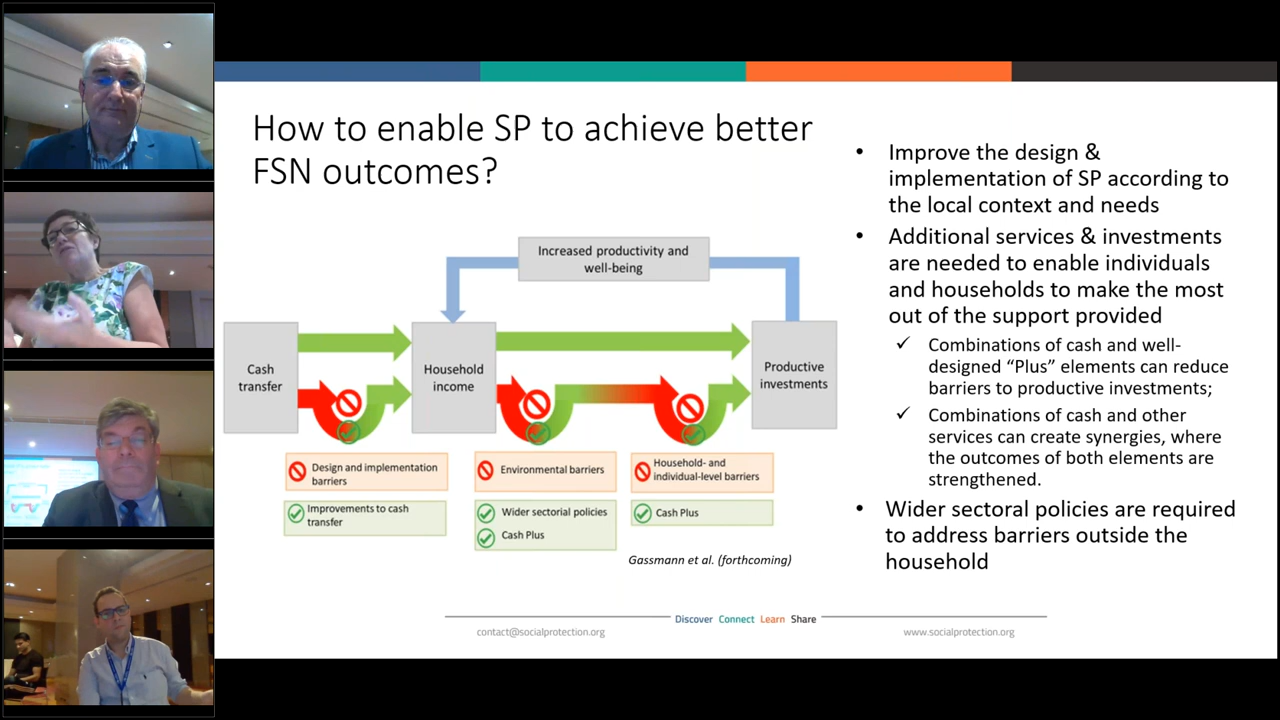 How to enable SP to achieve better
FSN outcomes?
Increased productivity and
well-being
Cash
transfer
Household
income
Productive
investments
Design and implementation
barriers
Improvements to cash
transfer
Environmental barriers
Wider sectorial policies
Cash Plus
Household- and
individual-level barriers
Cash Plus
Gassmann et al. (forthcoming)
• Improve the design &
implementation of SP according to
the local context and needs
• Additional services & investments
are needed to enable individuals
and households to make the most
out of the support provided
✓ Combinations of cash and well-
designed “Plus” elements can reduce
barriers to productive investments;
✓ Combinations of cash and other
services can create synergies, where
the outcomes of both elements are
strengthened.
• Wider sectoral policies are required
to address barriers outside the
household
Discover Connect Learn Share
contact@socialprotection.org
www.socialprotection.org